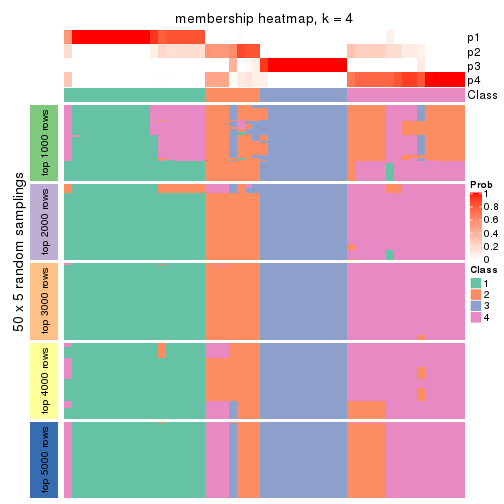 membership heatmap, k = 4
p1
p2
p3
p4
Class
50 x 5 random samplings
top 1000 rows
top 2000 rows
top 3000 rows
top 4000 rows
top 5000 rows
Prob
1
0.8
0.6
0.4
0.2
0
Class
1
2
3
4